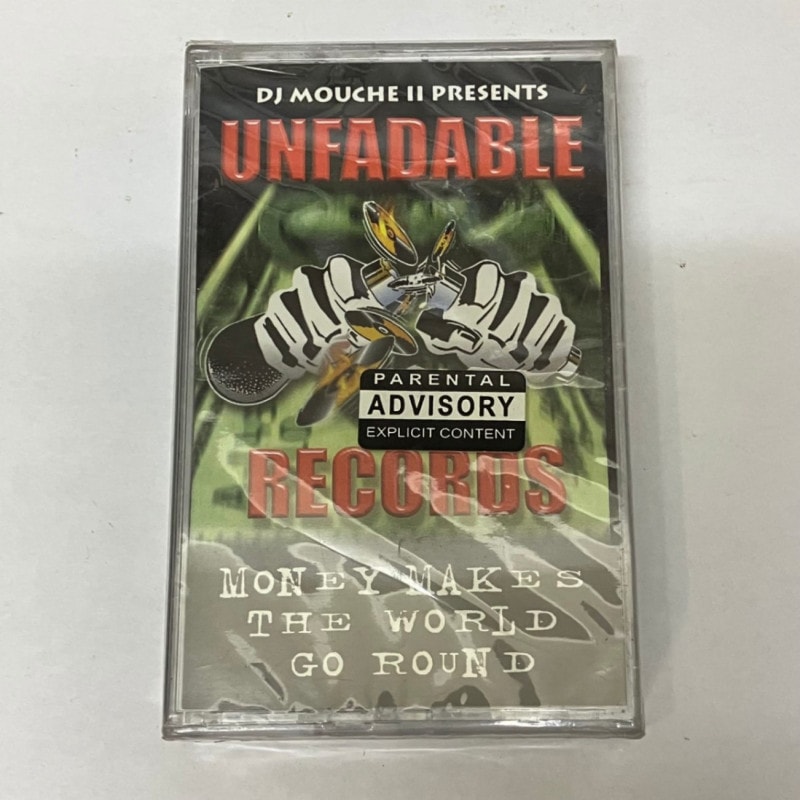 DJ MOUCHE II PRESENTS
UNFADABLE
PARENTAL
ADVISORY
EXPLICIT CONTENT
RECORDS
MONEY MAKES
THE WORLD
GO ROUND